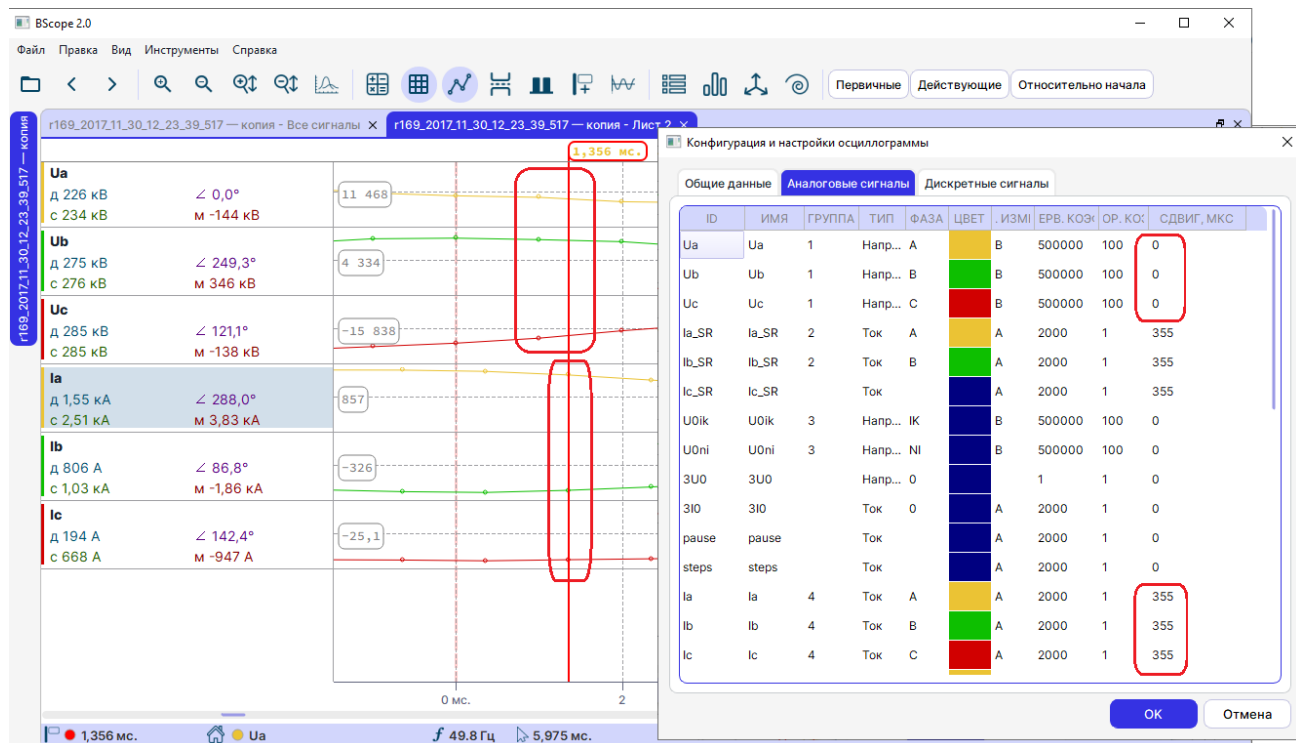 BScope 2.0
Файл Правка Вид Инструменты Справка
Первичные Действующие Относительно начала
r169_2017_11_30_12_23_39_517 — копия
r169_2017_11_30_12_23_39_517 — копия - Все сигналы
r169_2017_11_30_12_23_39_517 — копия - Лист 2
1,356 мс.
Ua
д 226 кВ ∠ 0,0°
с 234 кВ м -144 кВ
11 468
Ub
д 275 кВ ∠ 249,3°
с 276 кВ м 346 кВ
4 334
Uc
д 285 кВ ∠ 121,1°
с 285 кВ м -138 кВ
-15 838
Ia
д 1,55 кА ∠ 288,0°
с 2,51 кА м 3,83 кА
857
Ib
д 806 А ∠ 86,8°
с 1,03 кА м -1,86 кА
-326
Ic
д 194 А ∠ 142,4°
с 668 А м -947 А
-25,1
0 мс. 2
1,356 мс. Ua f 49.8 Гц 5,975 мс.
Конфигурация и настройки осциллограммы
Общие данные Аналоговые сигналы Дискретные сигналы
ID ИМЯ ГРУППА ТИП ФАЗА ЦВЕТ . ИЗМІ ЕРВ. КОЭ ОР. КО СДВИГ, МКС
Ua Ua 1 Напр... A В 500000 100 0
Ub Ub 1 Напр... B В 500000 100 0
Uc Uc 1 Напр... C В 500000 100 0
Ia_SR Ia_SR 2 Ток A А 2000 1 355
Ib_SR Ib_SR 2 Ток B А 2000 1 355
Ic_SR Ic_SR Ток А 2000 1 355
U0ik U0ik 3 Напр... IK В 500000 100 0
U0ni U0ni 3 Напр... NI В 500000 100 0
3U0 3U0 Напр... 0 1 1 0
3I0 3I0 Ток 0 А 2000 1 0
pause pause Ток А 2000 1 0
steps steps Ток А 2000 1 0
Ia Ia 4 Ток A А 2000 1 355
Ib Ib 4 Ток B А 2000 1 355
Ic Ic 4 Ток C А 2000 1 355
OK Отмена